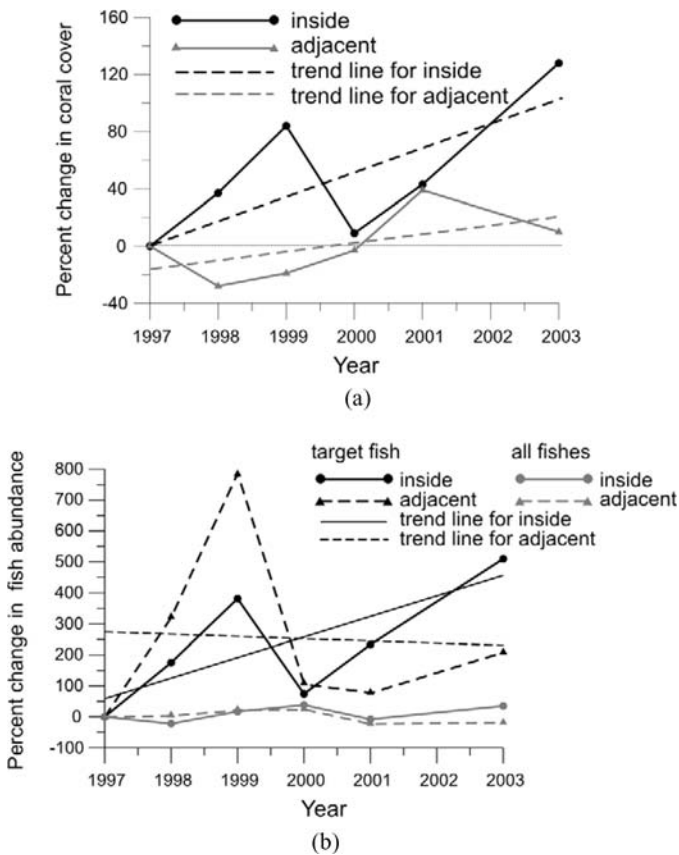 160
120
80
40
0
-40
Percent change in coral cover
inside
adjacent
trend line for inside
trend line for adjacent
1997 1998 1999 2000 2001 2002 2003
Year
(a)
target fish all fishes
inside inside
adjacent adjacent
trend line for inside
trend line for adjacent
800
700
600
500
400
300
200
100
0
-100
Percent change in fish abundance
1997 1998 1999 2000 2001 2002 2003
Year
(b)